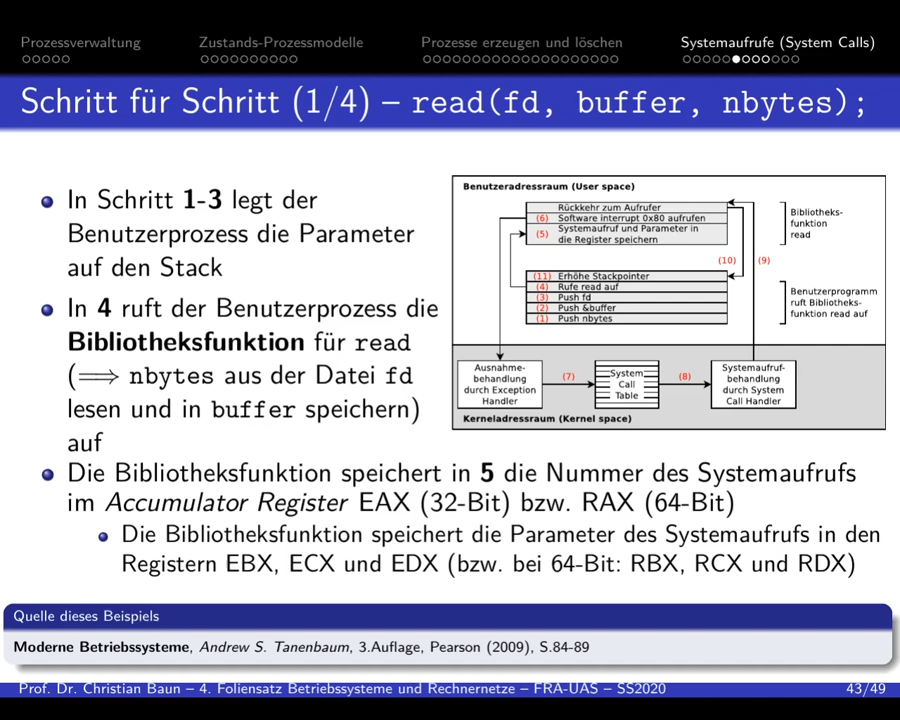 Prozessverwaltung Zustands-Prozessmodelle Prozesse erzeugen und löschen Systemaufrufe (System Calls)
Schritt für Schritt (1/4) – read(fd, buffer, nbytes);
In Schritt 1-3 legt der
Benutzerprozess die Parameter
auf den Stack
In 4 ruft der Benutzerprozess die
Bibliotheksfunktion für read
(⟹ nbytes aus der Datei fd
lesen und in buffer speichern)
auf
Benutzeradressraum (User space)
Rückkehr zum Aufrufer
(6) Software interrupt 0x80 aufrufen
(5) Systemaufruf und Parameter in
die Register speichern
Bibliotheks-
funktion
read
(10) (9)
(11) Erhöhe Stackpointer
(4) Rufe read auf
(3) Push fd
(2) Push &buffer
(1) Push nbytes
Benutzerprogramm
ruft Bibliotheks-
funktion read auf
Ausnahme-
behandlung
durch Exception
Handler
(7)
System
Call
Table
(8)
Systemaufruf-
behandlung
durch System
Call Handler
Kerneladressraum (Kernel space)
Die Bibliotheksfunktion speichert in 5 die Nummer des Systemaufrufs
im Accumulator Register EAX (32-Bit) bzw. RAX (64-Bit)
Die Bibliotheksfunktion speichert die Parameter des Systemaufrufs in den
Registern EBX, ECX und EDX (bzw. bei 64-Bit: RBX, RCX und RDX)
Quelle dieses Beispiels
Moderne Betriebssysteme, Andrew S. Tanenbaum, 3.Auflage, Pearson (2009), S.84-89
Prof. Dr. Christian Baun – 4. Foliensatz Betriebssysteme und Rechnernetze – FRA-UAS – SS2020 43/49